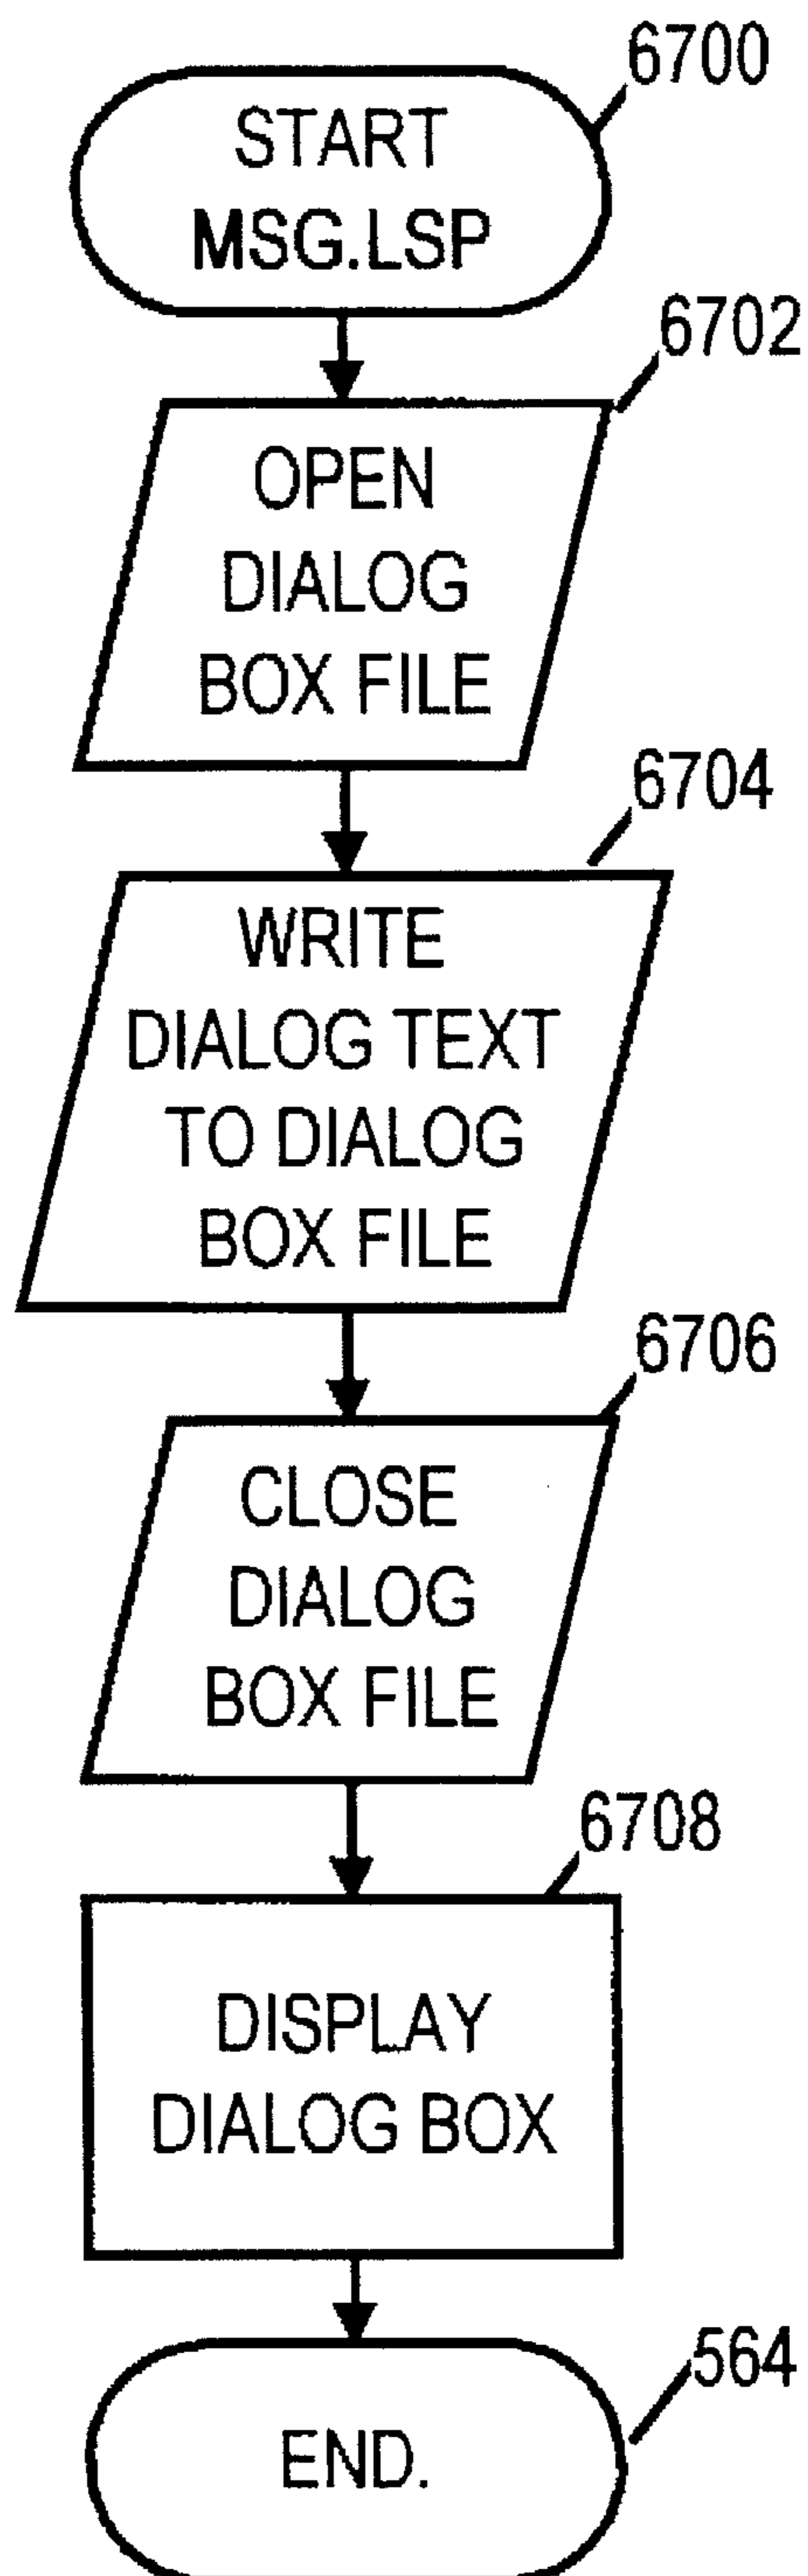 6700
START
MSG.LSP
6702
OPEN
DIALOG
BOX FILE
6704
WRITE
DIALOG TEXT
TO DIALOG
BOX FILE
6706
CLOSE
DIALOG
BOX FILE
6708
DISPLAY
DIALOG BOX
564
END.